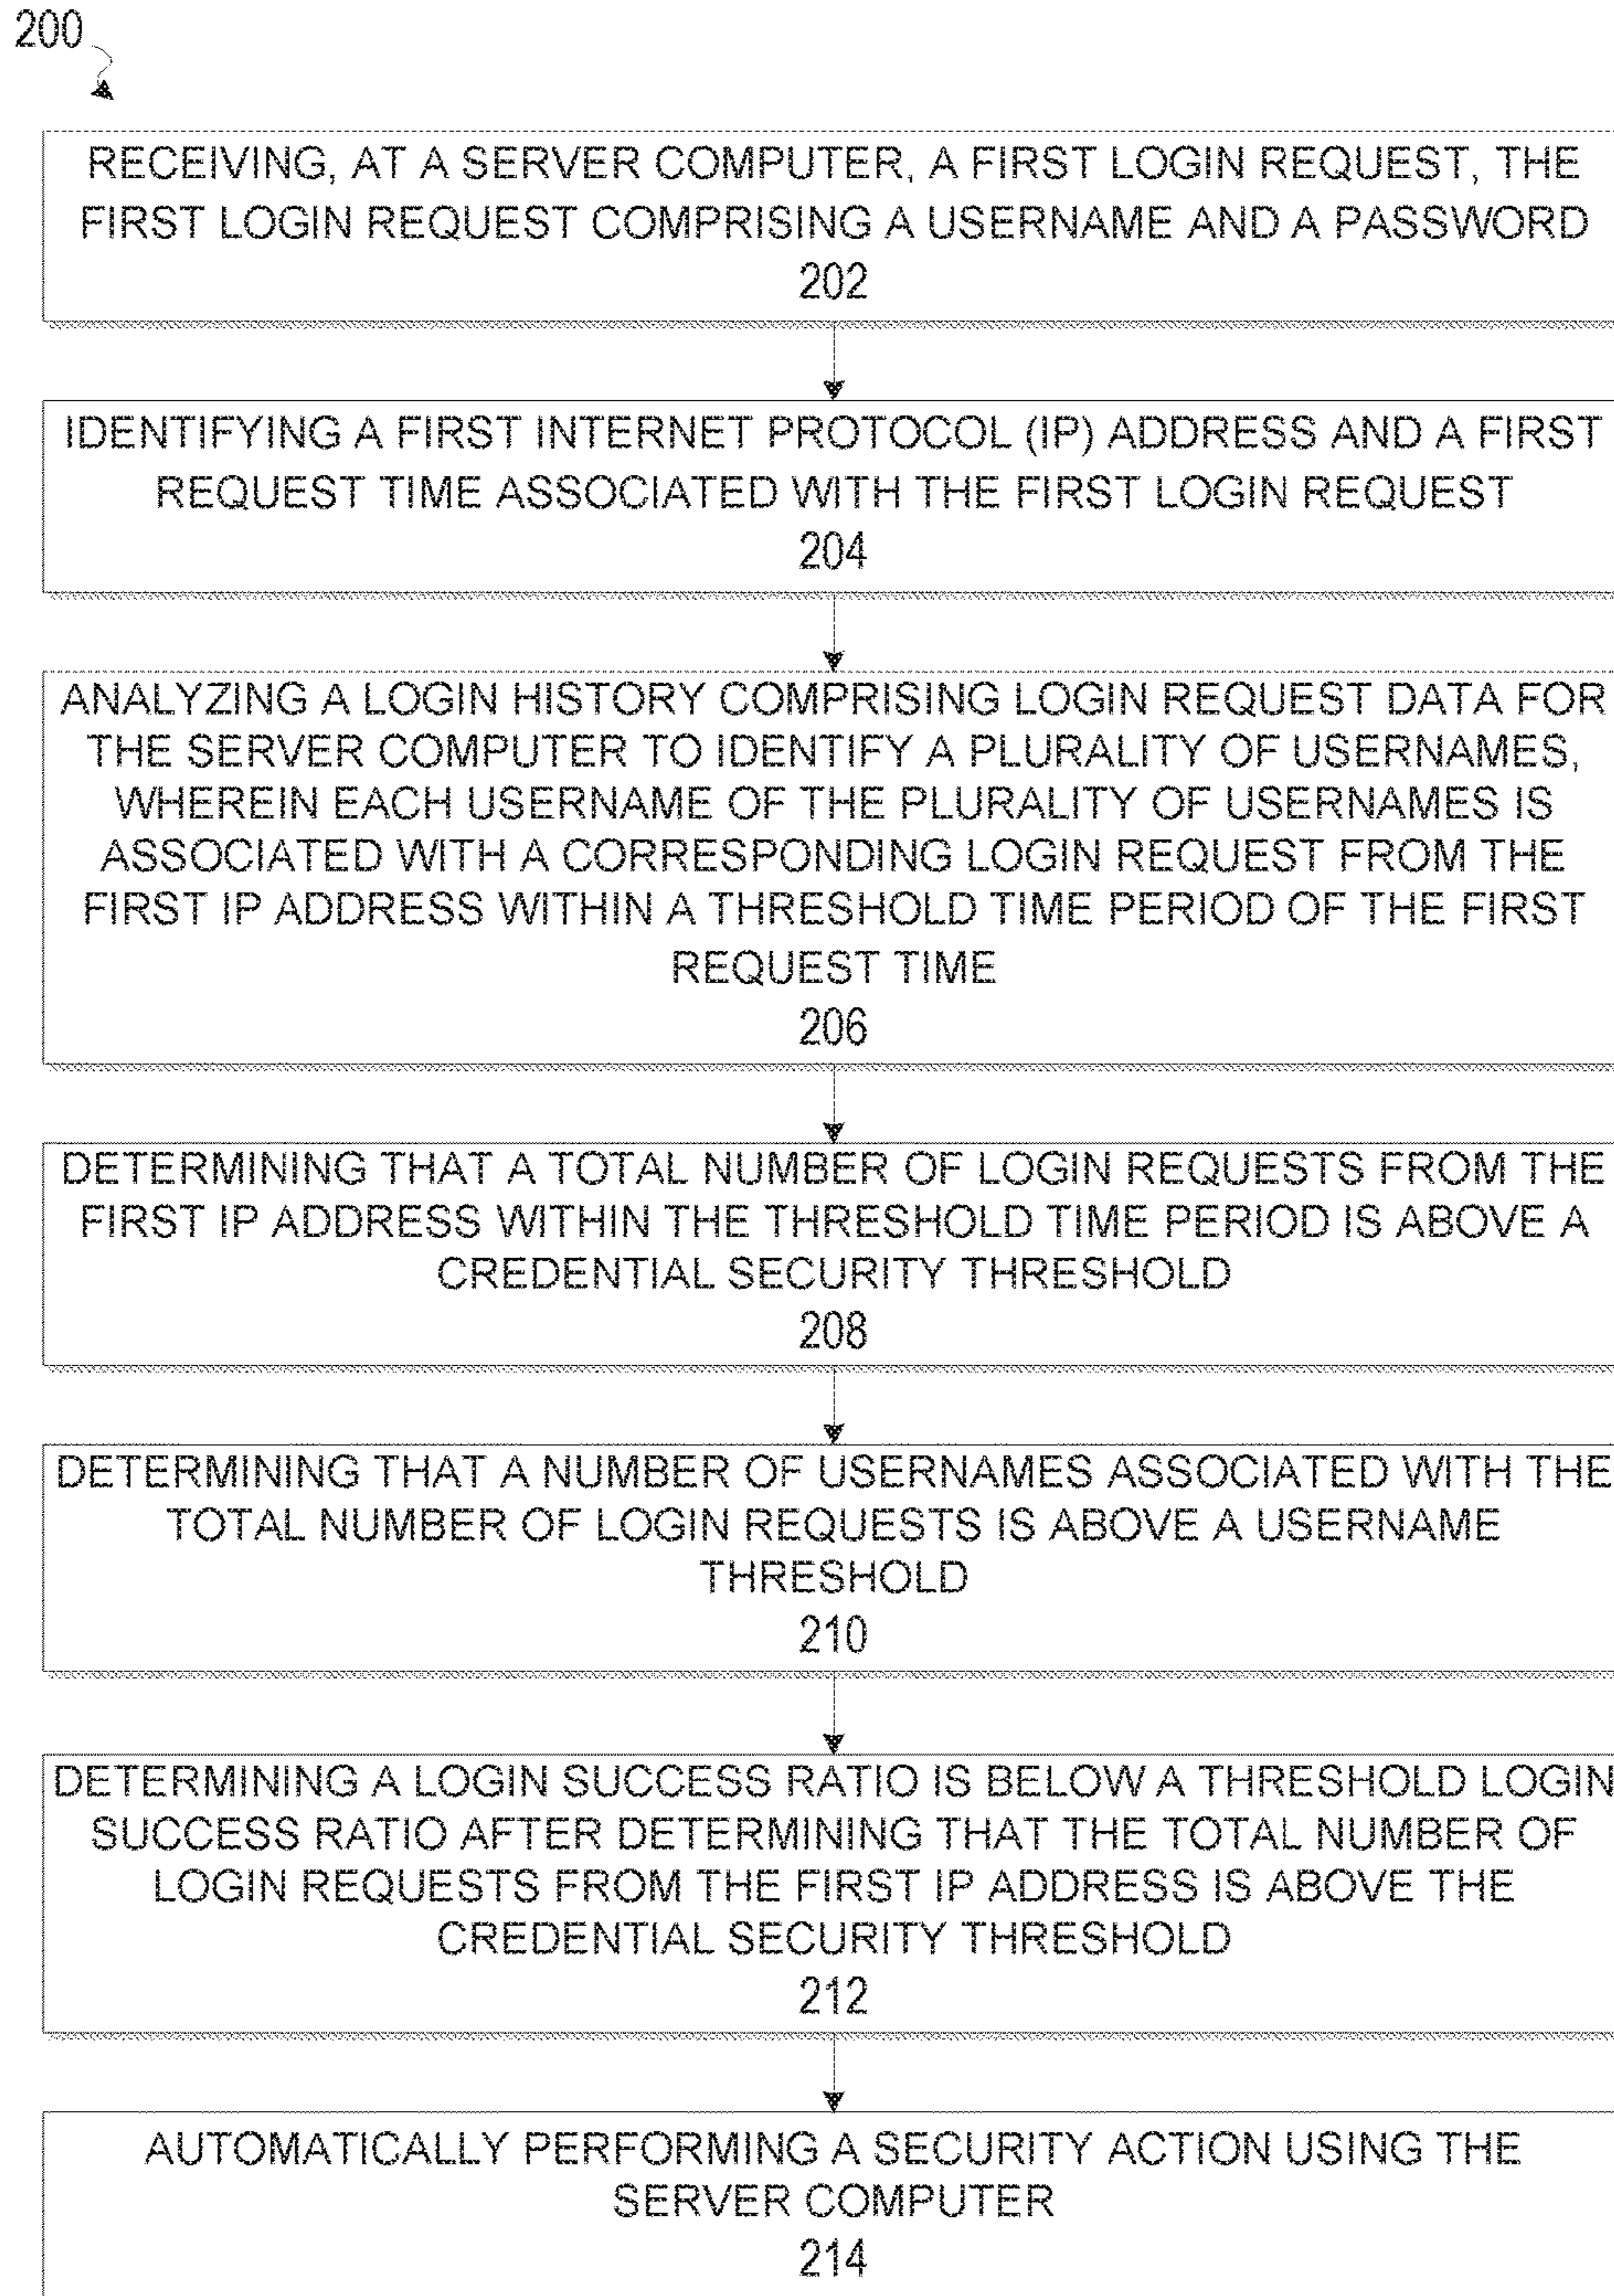 200
RECEIVING, AT A SERVER COMPUTER, A FIRST LOGIN REQUEST, THE
FIRST LOGIN REQUEST COMPRISING A USERNAME AND A PASSWORD
202
IDENTIFYING A FIRST INTERNET PROTOCOL (IP) ADDRESS AND A FIRST
REQUEST TIME ASSOCIATED WITH THE FIRST LOGIN REQUEST
204
ANALYZING A LOGIN HISTORY COMPRISING LOGIN REQUEST DATA FOR
THE SERVER COMPUTER TO IDENTIFY A PLURALITY OF USERNAMES,
WHEREIN EACH USERNAME OF THE PLURALITY OF USERNAMES IS
ASSOCIATED WITH A CORRESPONDING LOGIN REQUEST FROM THE
FIRST IP ADDRESS WITHIN A THRESHOLD TIME PERIOD OF THE FIRST
REQUEST TIME
206
DETERMINING THAT A TOTAL NUMBER OF LOGIN REQUESTS FROM THE
FIRST IP ADDRESS WITHIN THE THRESHOLD TIME PERIOD IS ABOVE A
CREDENTIAL SECURITY THRESHOLD
208
DETERMINING THAT A NUMBER OF USERNAMES ASSOCIATED WITH THE
TOTAL NUMBER OF LOGIN REQUESTS IS ABOVE A USERNAME
THRESHOLD
210
DETERMINING A LOGIN SUCCESS RATIO IS BELOW A THRESHOLD LOGIN
SUCCESS RATIO AFTER DETERMINING THAT THE TOTAL NUMBER OF
LOGIN REQUESTS FROM THE FIRST IP ADDRESS IS ABOVE THE
CREDENTIAL SECURITY THRESHOLD
212
AUTOMATICALLY PERFORMING A SECURITY ACTION USING THE
SERVER COMPUTER
214